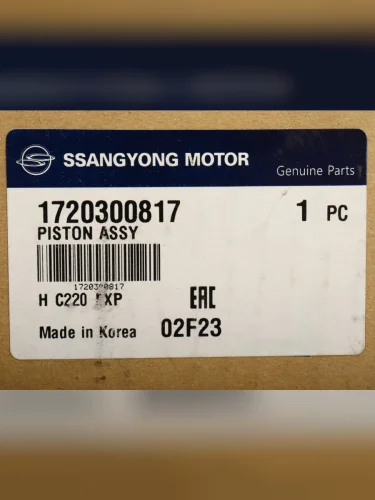 SSANGYONG MOTOR
Genuine Parts
1720300817 1 PC
PISTON ASSY
1720300817
H C220 EXP
EAC
Made in Korea 02F23